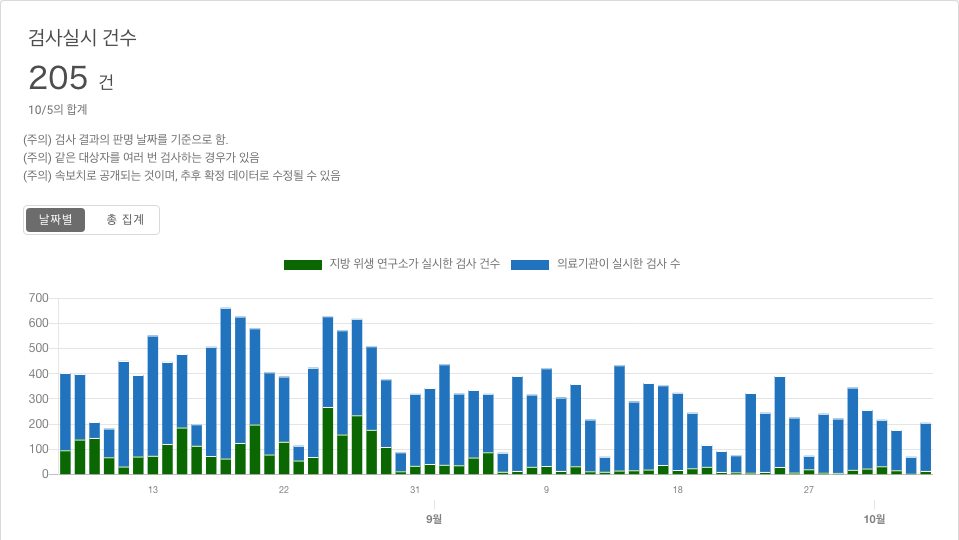 검사실시 건수
205 건
10/5의 합계
(주의) 검사 결과의 판명 날짜를 기준으로 함.
(주의) 같은 대상자를 여러 번 검사하는 경우가 있음
(주의) 속보치로 공개되는 것이며, 추후 확정 데이터로 수정될 수 있음
날짜별 총 집계
지방 위생 연구소가 실시한 검사 건수 의료기관이 실시한 검사 수
700
600
500
400
300
200
100
0
13 22 31 9 18 27
9월 10월